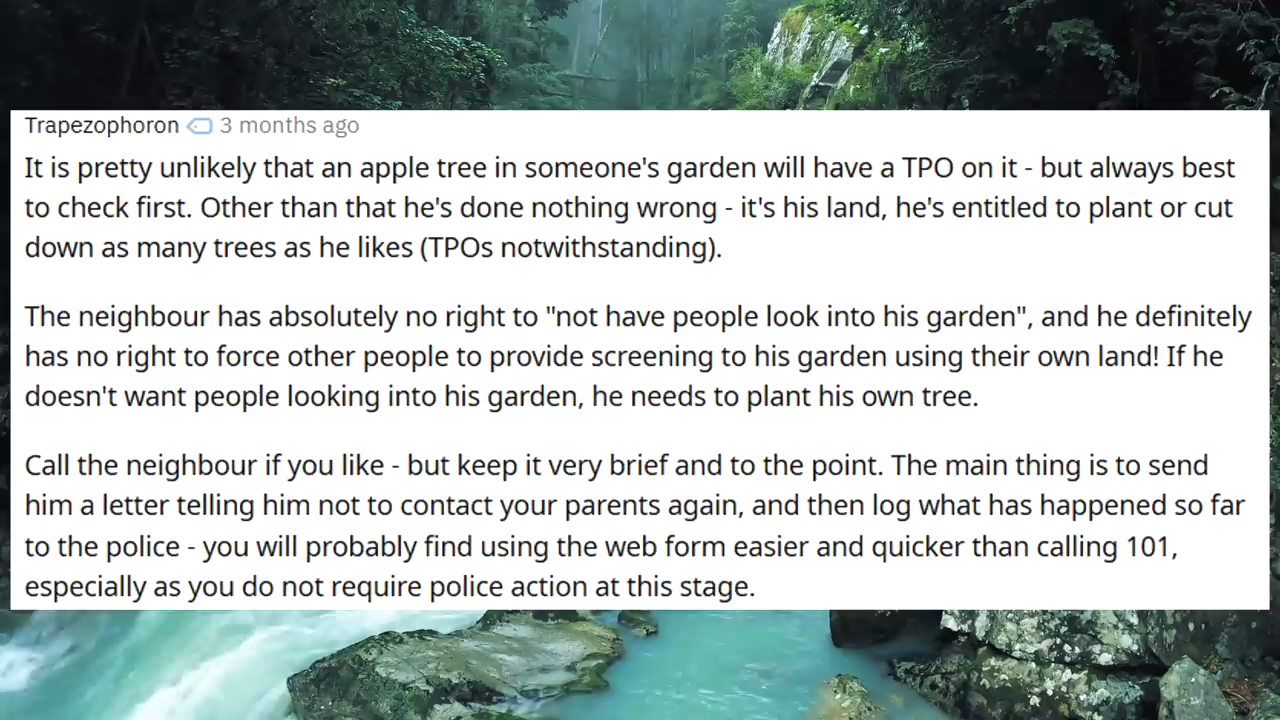 Trapezophoron 3 months ago
It is pretty unlikely that an apple tree in someone's garden will have a TPO on it - but always best
to check first. Other than that he's done nothing wrong - it's his land, he's entitled to plant or cut
down as many trees as he likes (TPOs notwithstanding).
The neighbour has absolutely no right to "not have people look into his garden", and he definitely
has no right to force other people to provide screening to his garden using their own land! If he
doesn't want people looking into his garden, he needs to plant his own tree.
Call the neighbour if you like - but keep it very brief and to the point. The main thing is to send
him a letter telling him not to contact your parents again, and then log what has happened so far
to the police - you will probably find using the web form easier and quicker than calling 101,
especially as you do not require police action at this stage.